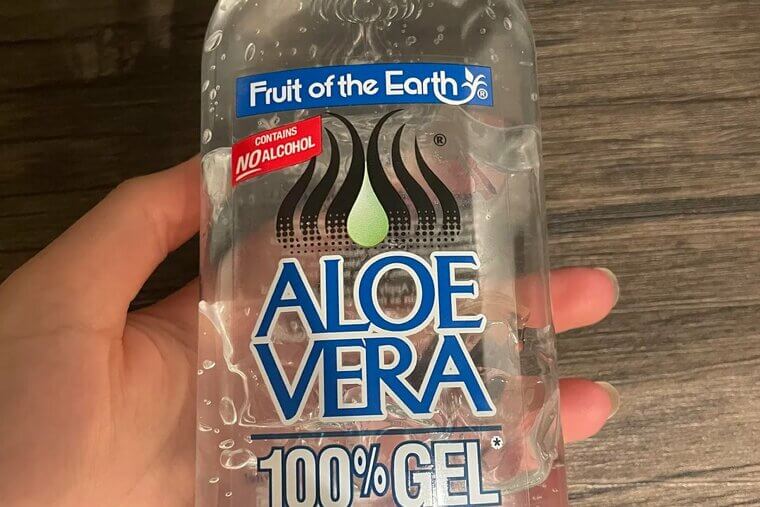 Fruit of the Earth ®
CONTAINS
NO ALCOHOL
®
ALOE
VERA
100% GEL*